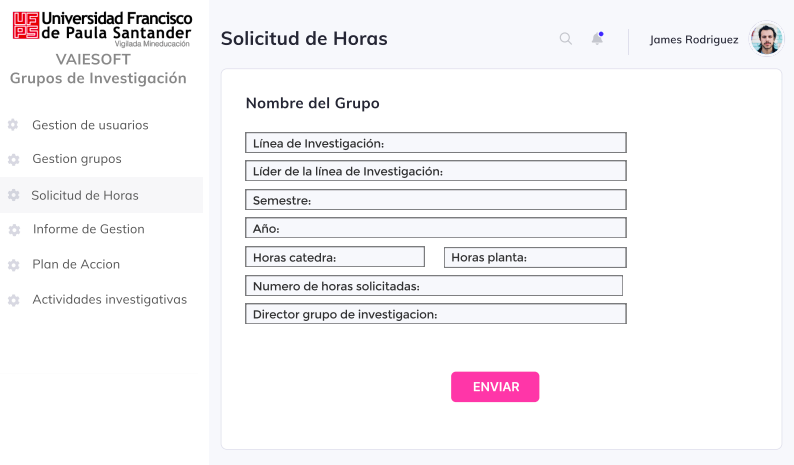 UF
PS
Universidad Francisco
de Paula Santander
Vigilada Mineducación
VAIESOFT
Grupos de Investigación
Gestion de usuarios
Gestion grupos
Solicitud de Horas
Informe de Gestion
Plan de Accion
Actividades investigativas
Solicitud de Horas
James Rodriguez
Nombre del Grupo
Línea de Investigación:
Líder de la línea de Investigación:
Semestre:
Año:
Horas catedra:
Horas planta:
Numero de horas solicitadas:
Director grupo de investigacion:
ENVIAR